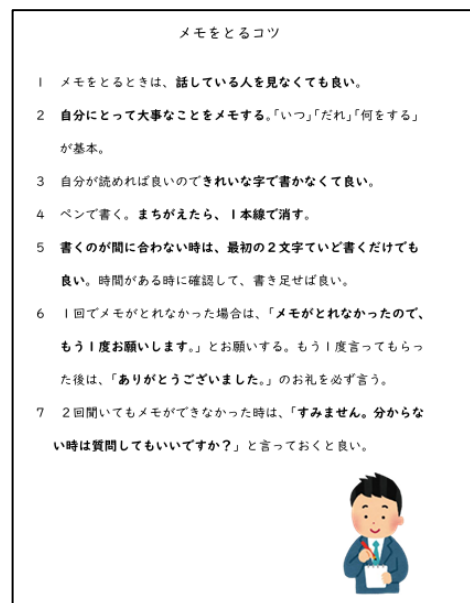 メモをとるコツ
1 メモをとるときは、話している人を見なくても良い。
2 自分にとって大事なことをメモする。「いつ」「だれ」「何をする」
が基本。
3 自分が読めれば良いのできれいな字で書かなくて良い。
4 ペンで書く。まちがえたら、1本線で消す。
5 書くのが間に合わない時は、最初の2文字ていど書くだけでも
良い。時間がある時に確認して、書き足せば良い。
6 1回でメモがとれなかった場合は、「メモがとれなかったので、
もう1度お願いします。」とお願いする。もう1度言ってもらっ
た後は、「ありがとうございました。」のお礼を必ず言う。
7 2回聞いてもメモができなかった時は、「すみません。分からな
い時は質問してもいいですか?」と言っておくと良い。